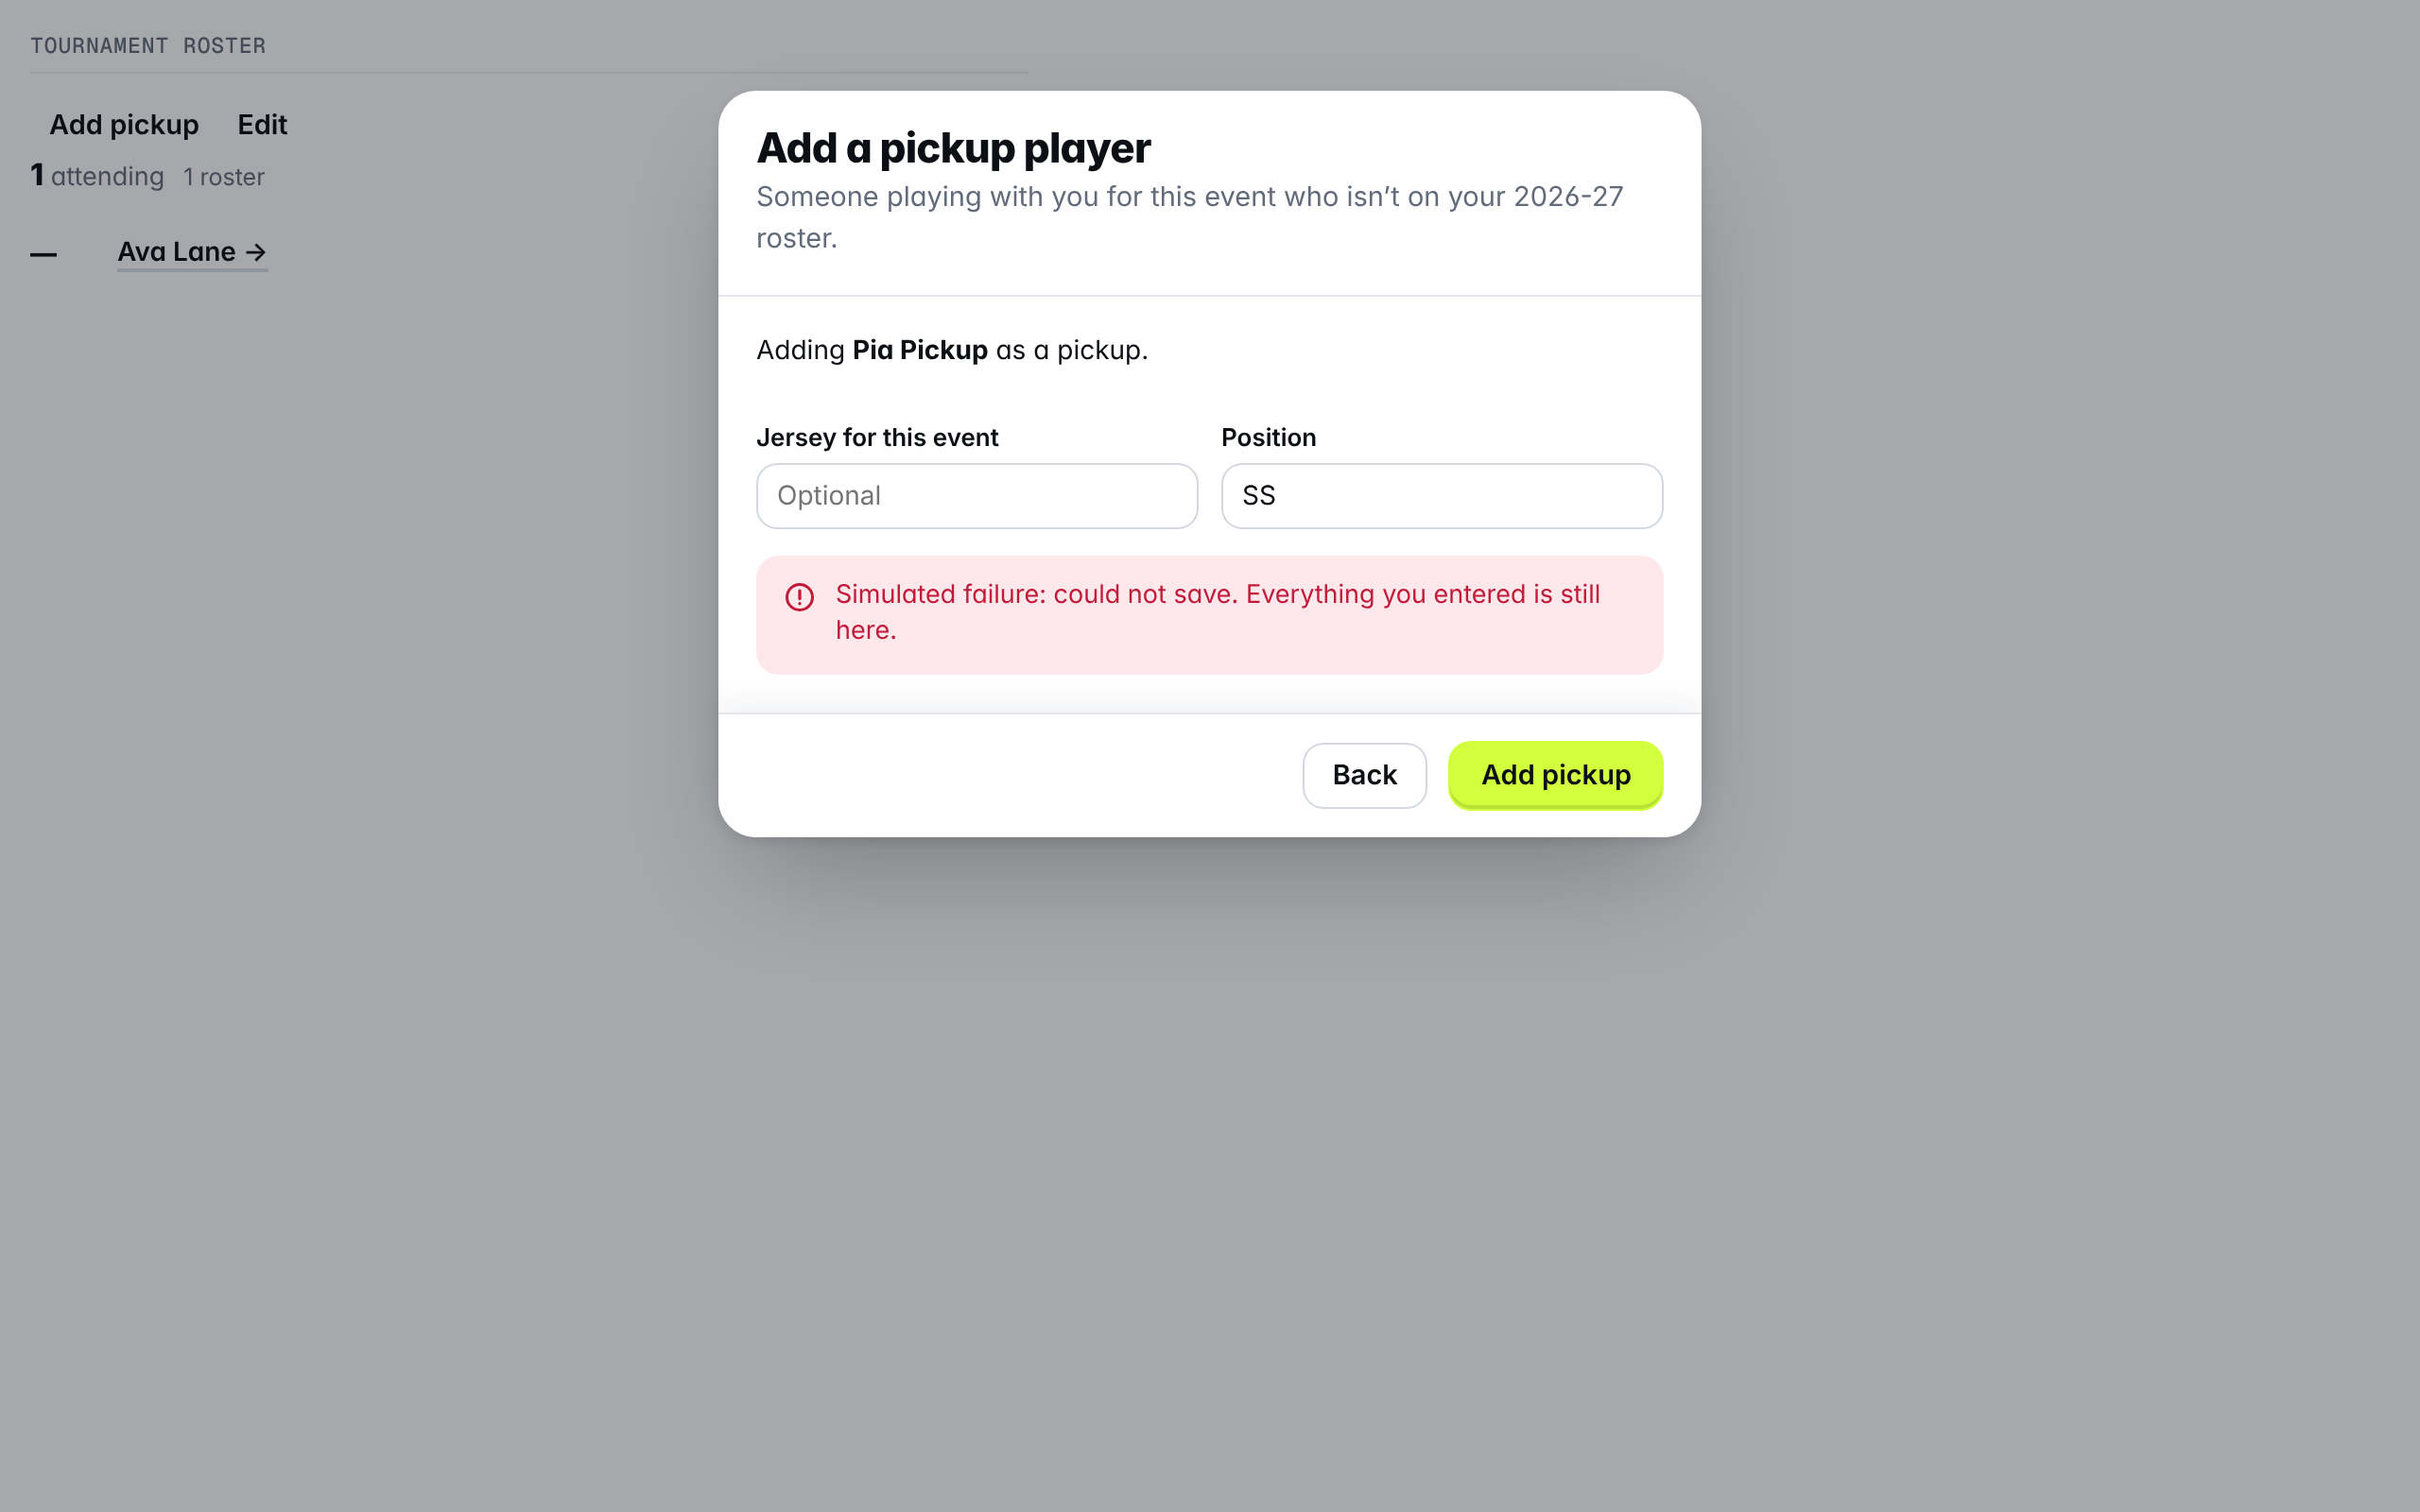 TOURNAMENT ROSTER
Add pickup Edit
1 attending 1 roster
— Ava Lane →
Add a pickup player
Someone playing with you for this event who isn’t on your 2026-27
roster.
Adding Pia Pickup as a pickup.
Jersey for this event Position
Optional SS
Simulated failure: could not save. Everything you entered is still
here.
Back Add pickup